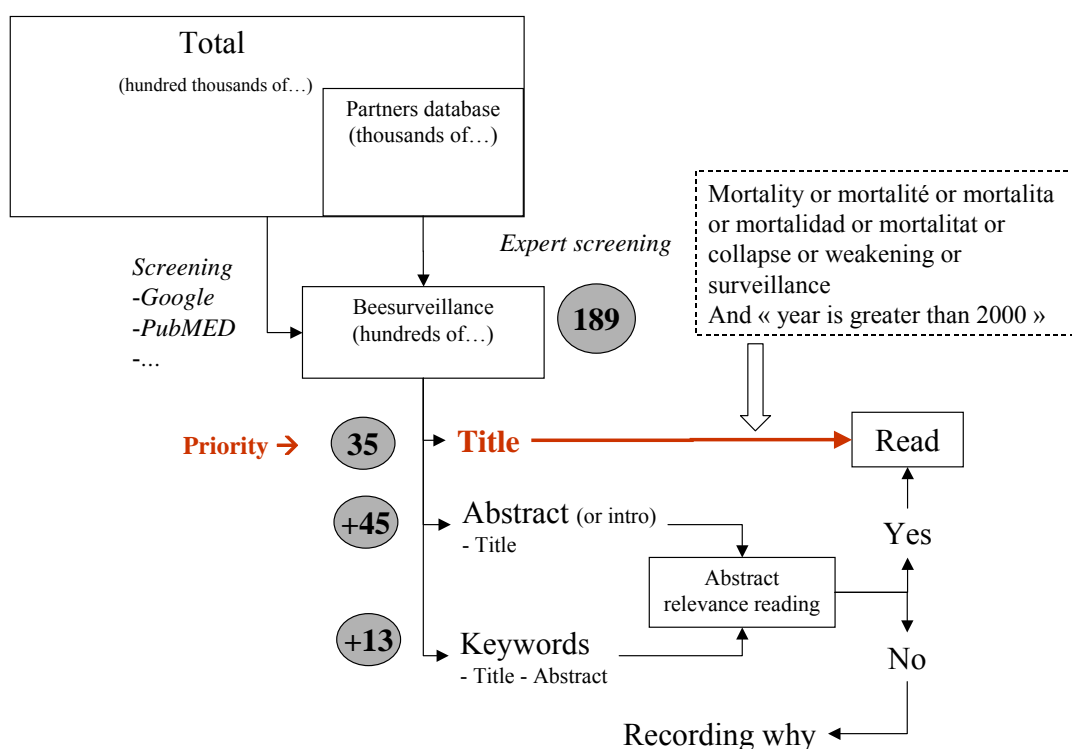 Total
(hundred thousands of…)
Partners database
(thousands of…)
Expert screening
Screening
-Google
-PubMED
-…
Beesurveillance
(hundreds of…)
189
Mortality or mortalité or mortalita
or mortalidad or mortalitat or
collapse or weakening or
surveillance
And « year is greater than 2000 »
Priority →
35
Title
Read
+45
Abstract (or intro)
- Title
Abstract
relevance reading
Yes
+13
Keywords
- Title - Abstract
No
Recording why